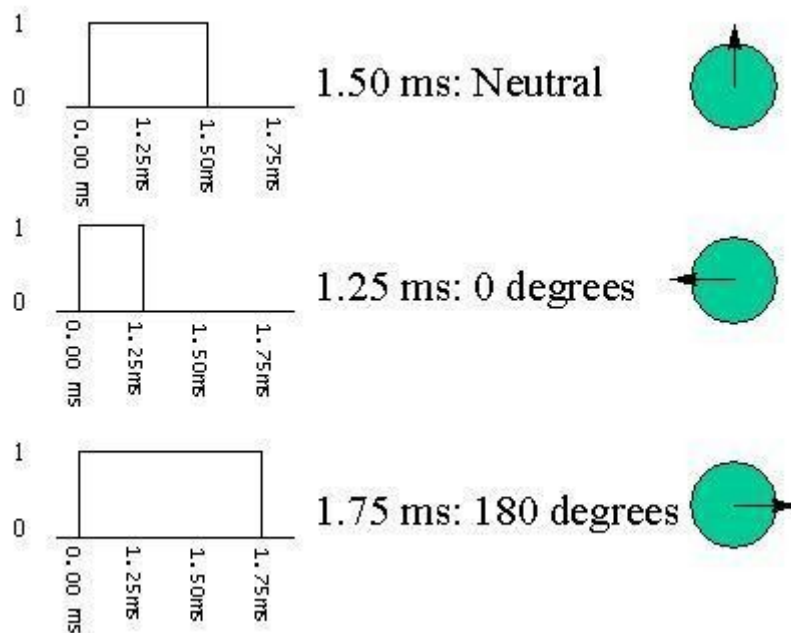 1
0
1.50 ms: Neutral
0.00 ms
1.25ms
1.50ms
1.75ms
1
0
1.25 ms: 0 degrees
0.00 ms
1.25ms
1.50ms
1.75ms
1
0
1.75 ms: 180 degrees
0.00 ms
1.25ms
1.50ms
1.75ms